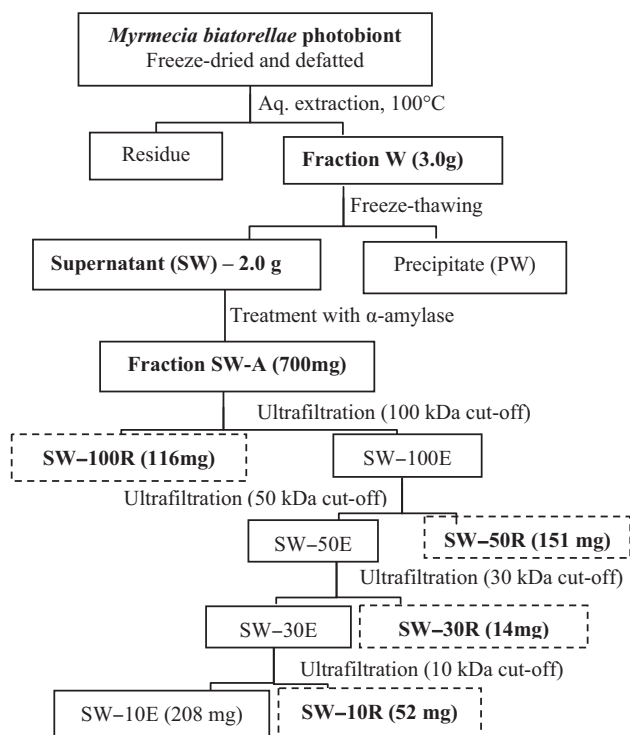 Myrmecia biatorellae photobiont
Freeze-dried and defatted
Aq. extraction, 100°C
Residue
Fraction W (3.0g)
Freeze-thawing
Supernatant (SW) – 2.0 g
Precipitate (PW)
Treatment with α-amylase
Fraction SW-A (700mg)
Ultrafiltration (100 kDa cut-off)
SW–100R (116mg)
SW–100E
Ultrafiltration (50 kDa cut-off)
SW–50E
SW–50R (151 mg)
Ultrafiltration (30 kDa cut-off)
SW–30E
SW–30R (14mg)
Ultrafiltration (10 kDa cut-off)
SW–10E (208 mg)
SW–10R (52 mg)